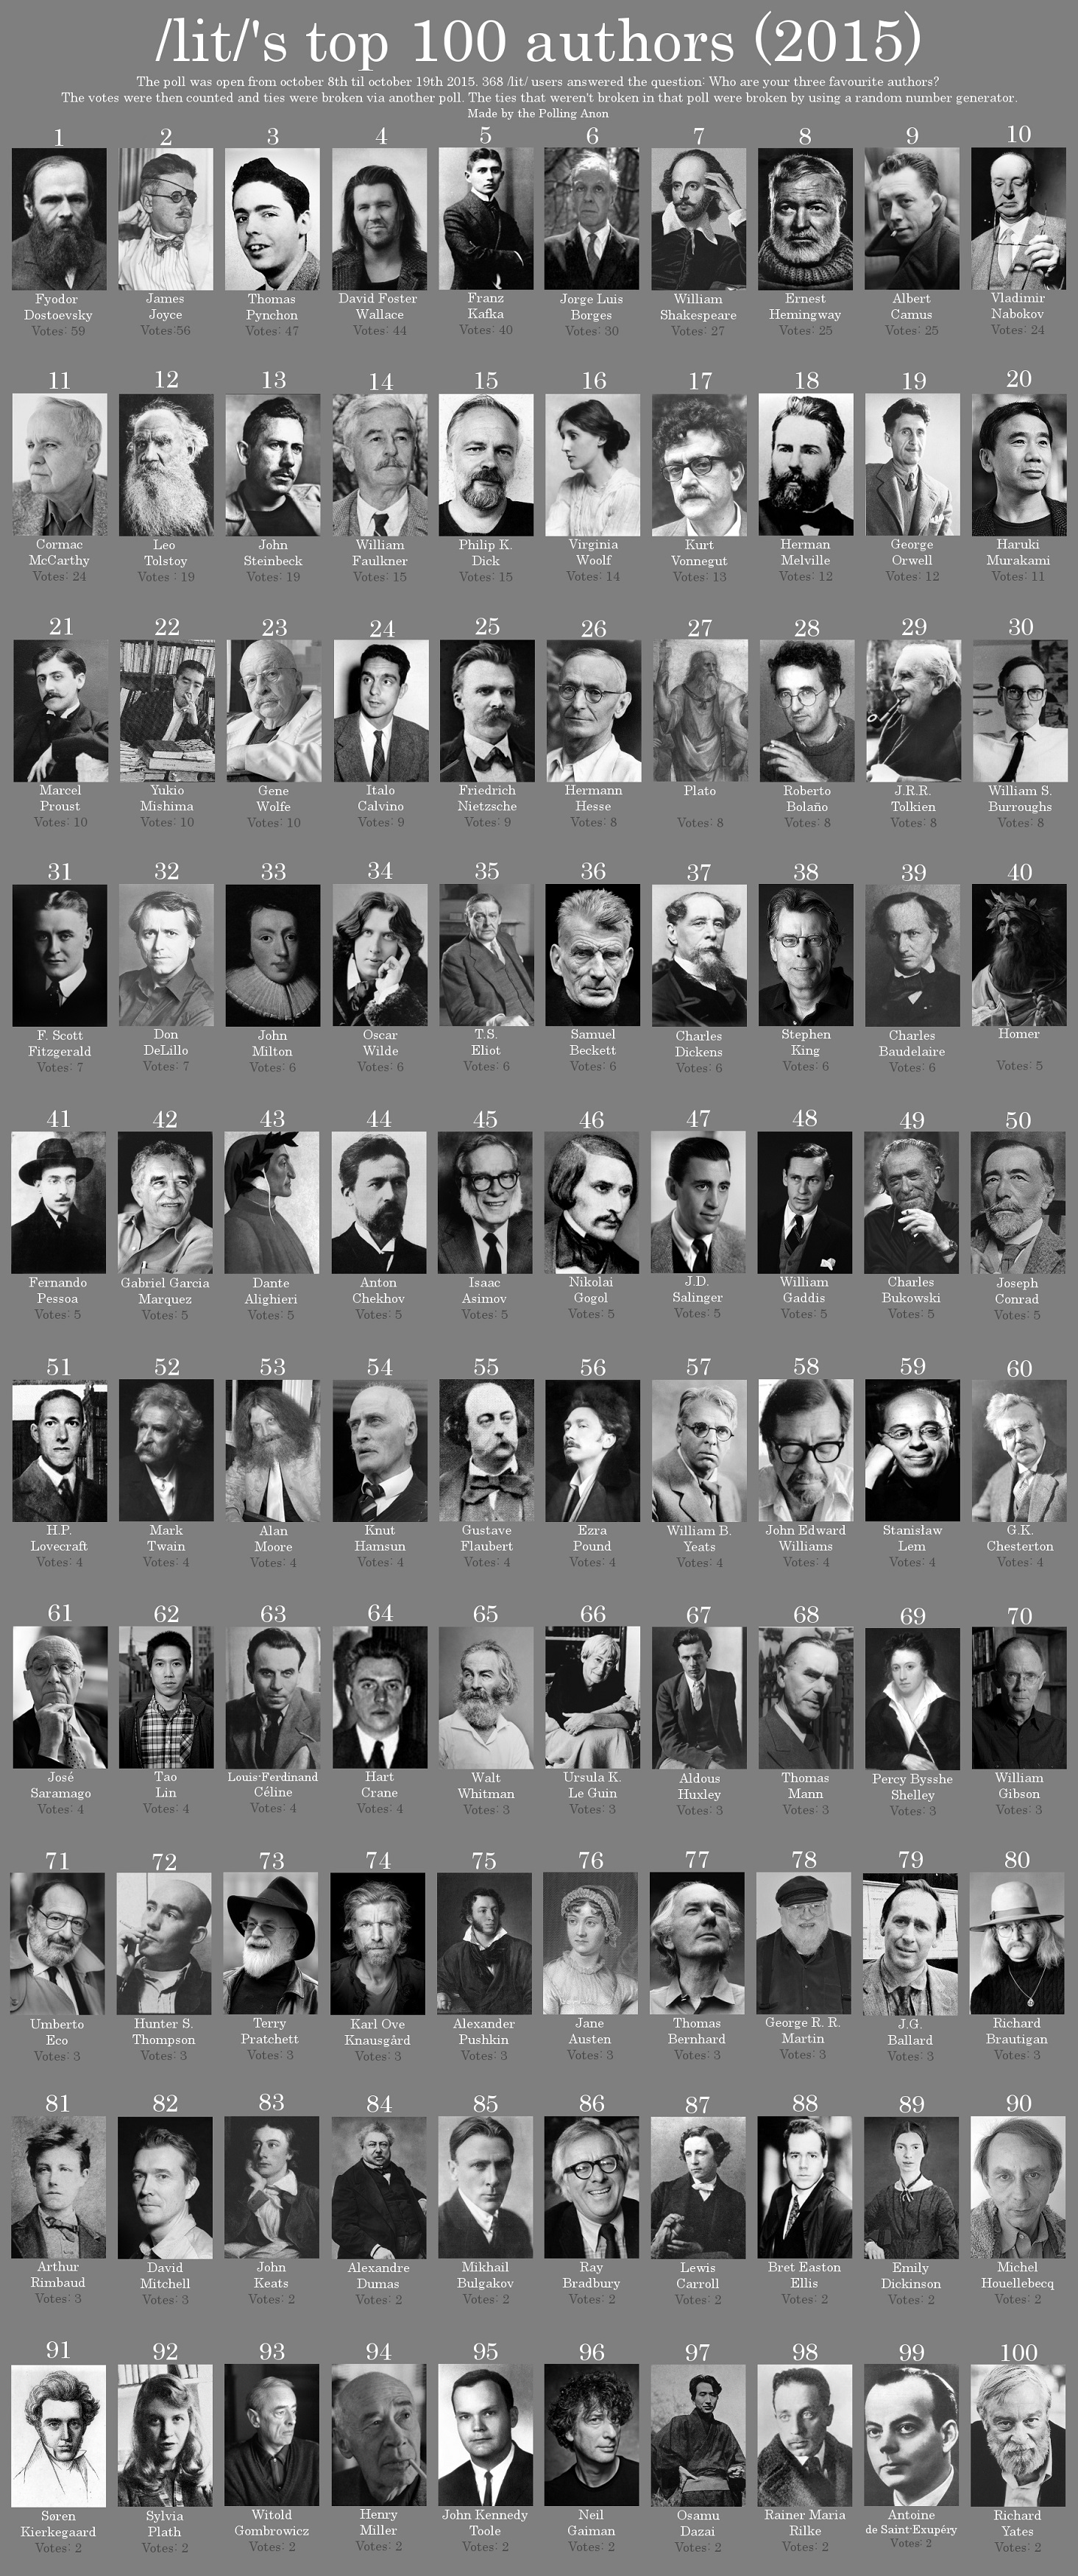 /lit/'s top 100 authors (2015)
The poll was open from october 8th til october 19th 2015. 368 /lit/ users answered the question: Who are your three favourite authors?
The votes were then counted and ties were broken via another poll. The ties that weren't broken in that poll were broken by using a random number generator.
Made by the Polling Anon
1 2 3 4 5 6 7 8 9 10
Fyodor James Thomas David Foster Franz Jorge Luis William Ernest Albert Vladimir
Dostoevsky Joyce Pynchon Wallace Kafka Borges Shakespeare Hemingway Camus Nabokov
Votes: 59 Votes:56 Votes: 47 Votes: 44 Votes: 40 Votes: 30 Votes: 27 Votes: 25 Votes: 25 Votes: 24
11 12 13 14 15 16 17 18 19 20
Cormac Leo John William Philip K. Virginia Kurt Herman George Haruki
McCarthy Tolstoy Steinbeck Faulkner Dick Woolf Vonnegut Melville Orwell Murakami
Votes: 24 Votes : 19 Votes: 19 Votes: 15 Votes: 15 Votes: 14 Votes: 13 Votes: 12 Votes: 12 Votes: 11
21 22 23 24 25 26 27 28 29 30
Marcel Yukio Gene Italo Friedrich Hermann Plato Roberto J.R.R. William S.
Proust Mishima Wolfe Calvino Nietzsche Hesse Bolaño Tolkien Burroughs
Votes: 10 Votes: 10 Votes: 10 Votes: 9 Votes: 9 Votes: 8 Votes: 8 Votes: 8 Votes: 8 Votes: 8
31 32 33 34 35 36 37 38 39 40
F. Scott Don John Oscar T.S. Samuel Charles Stephen Charles Homer
Fitzgerald DeLillo Milton Wilde Eliot Beckett Dickens King Baudelaire
Votes: 7 Votes: 7 Votes: 6 Votes: 6 Votes: 6 Votes: 6 Votes: 6 Votes: 6 Votes: 6 Votes: 5
41 42 43 44 45 46 47 48 49 50
Fernando Gabriel Garcia Dante Anton Isaac Nikolai J.D. William Charles Joseph
Pessoa Marquez Alighieri Chekhov Asimov Gogol Salinger Gaddis Bukowski Conrad
Votes: 5 Votes: 5 Votes: 5 Votes: 5 Votes: 5 Votes: 5 Votes: 5 Votes: 5 Votes: 5 Votes: 5
51 52 53 54 55 56 57 58 59 60
H.P. Mark Alan Knut Gustave Ezra William B. John Edward Stanisław G.K.
Lovecraft Twain Moore Hamsun Flaubert Pound Yeats Williams Lem Chesterton
Votes: 4 Votes: 4 Votes: 4 Votes: 4 Votes: 4 Votes: 4 Votes: 4 Votes: 4 Votes: 4 Votes: 4
61 62 63 64 65 66 67 68 69 70
José Tao Louis-Ferdinand Hart Walt Ursula K. Aldous Thomas Percy Bysshe William
Saramago Lin Céline Crane Whitman Le Guin Huxley Mann Shelley Gibson
Votes: 4 Votes: 4 Votes: 4 Votes: 4 Votes: 3 Votes: 3 Votes: 3 Votes: 3 Votes: 3 Votes: 3
71 72 73 74 75 76 77 78 79 80
Umberto Hunter S. Terry Karl Ove Alexander Jane Thomas George R. R. J.G. Richard
Eco Thompson Pratchett Knausgård Pushkin Austen Bernhard Martin Ballard Brautigan
Votes: 3 Votes: 3 Votes: 3 Votes: 3 Votes: 3 Votes: 3 Votes: 3 Votes: 3 Votes: 3 Votes: 3
81 82 83 84 85 86 87 88 89 90
Arthur David John Alexandre Mikhail Ray Lewis Bret Easton Emily Michel
Rimbaud Mitchell Keats Dumas Bulgakov Bradbury Carroll Ellis Dickinson Houellebecq
Votes: 3 Votes: 3 Votes: 2 Votes: 2 Votes: 2 Votes: 2 Votes: 2 Votes: 2 Votes: 2 Votes: 2
91 92 93 94 95 96 97 98 99 100
Søren Sylvia Witold Henry John Kennedy Neil Osamu Rainer Maria Antoine Richard
Kierkegaard Plath Gombrowicz Miller Toole Gaiman Dazai Rilke de Saint-Exupéry Yates
Votes: 2 Votes: 2 Votes: 2 Votes: 2 Votes: 2 Votes: 2 Votes: 2 Votes: 2 Votes: 2 Votes: 2